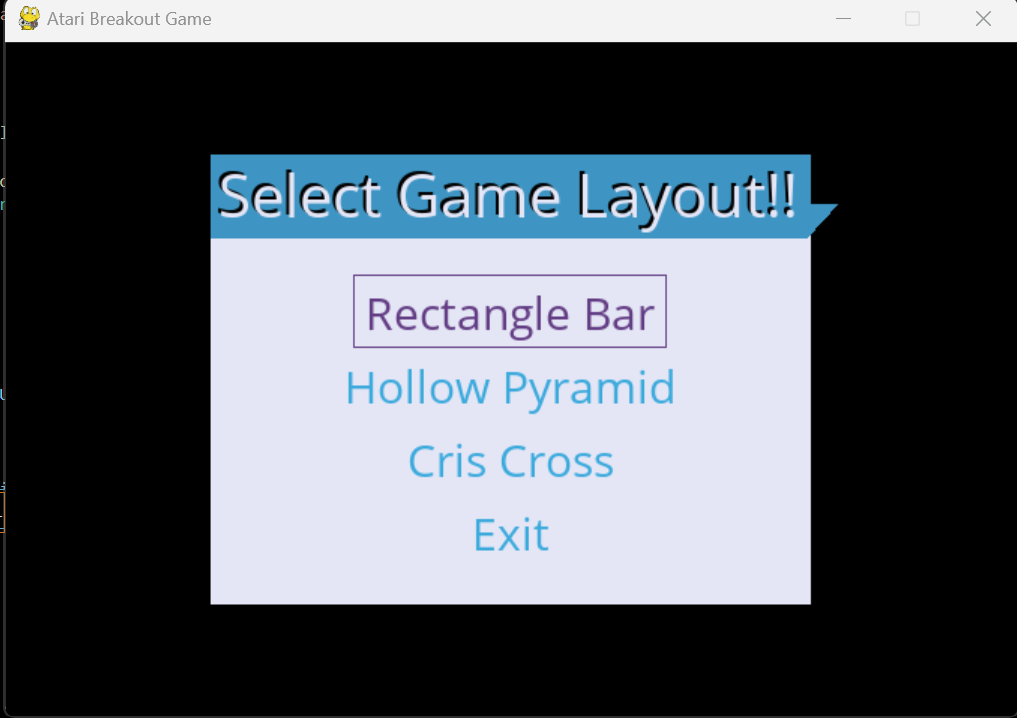 Atari Breakout Game
Select Game Layout!!
Rectangle Bar
Hollow Pyramid
Cris Cross
Exit